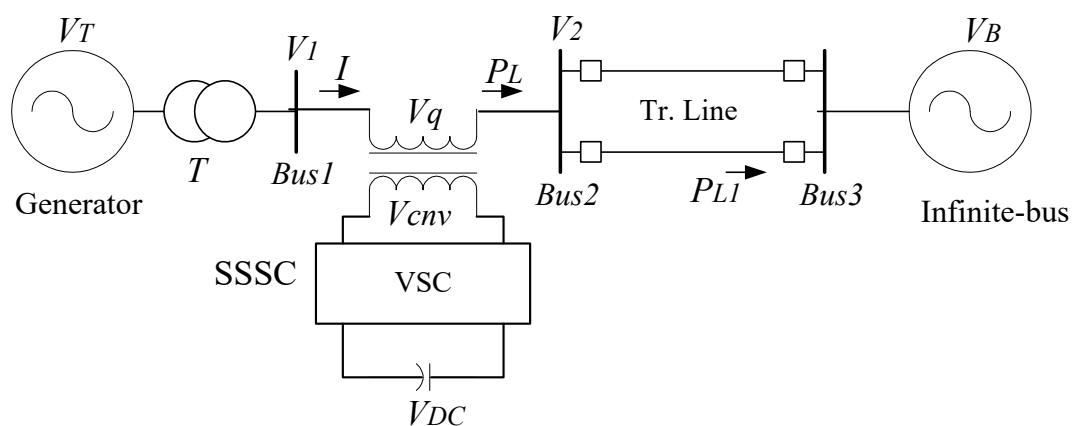 VT
V1
I
Vq
PL
V2
VB
Tr. Line
T
Bus1
Bus2
PL1
Bus3
Generator
Infinite-bus
Vcnv
SSSC
VSC
VDC